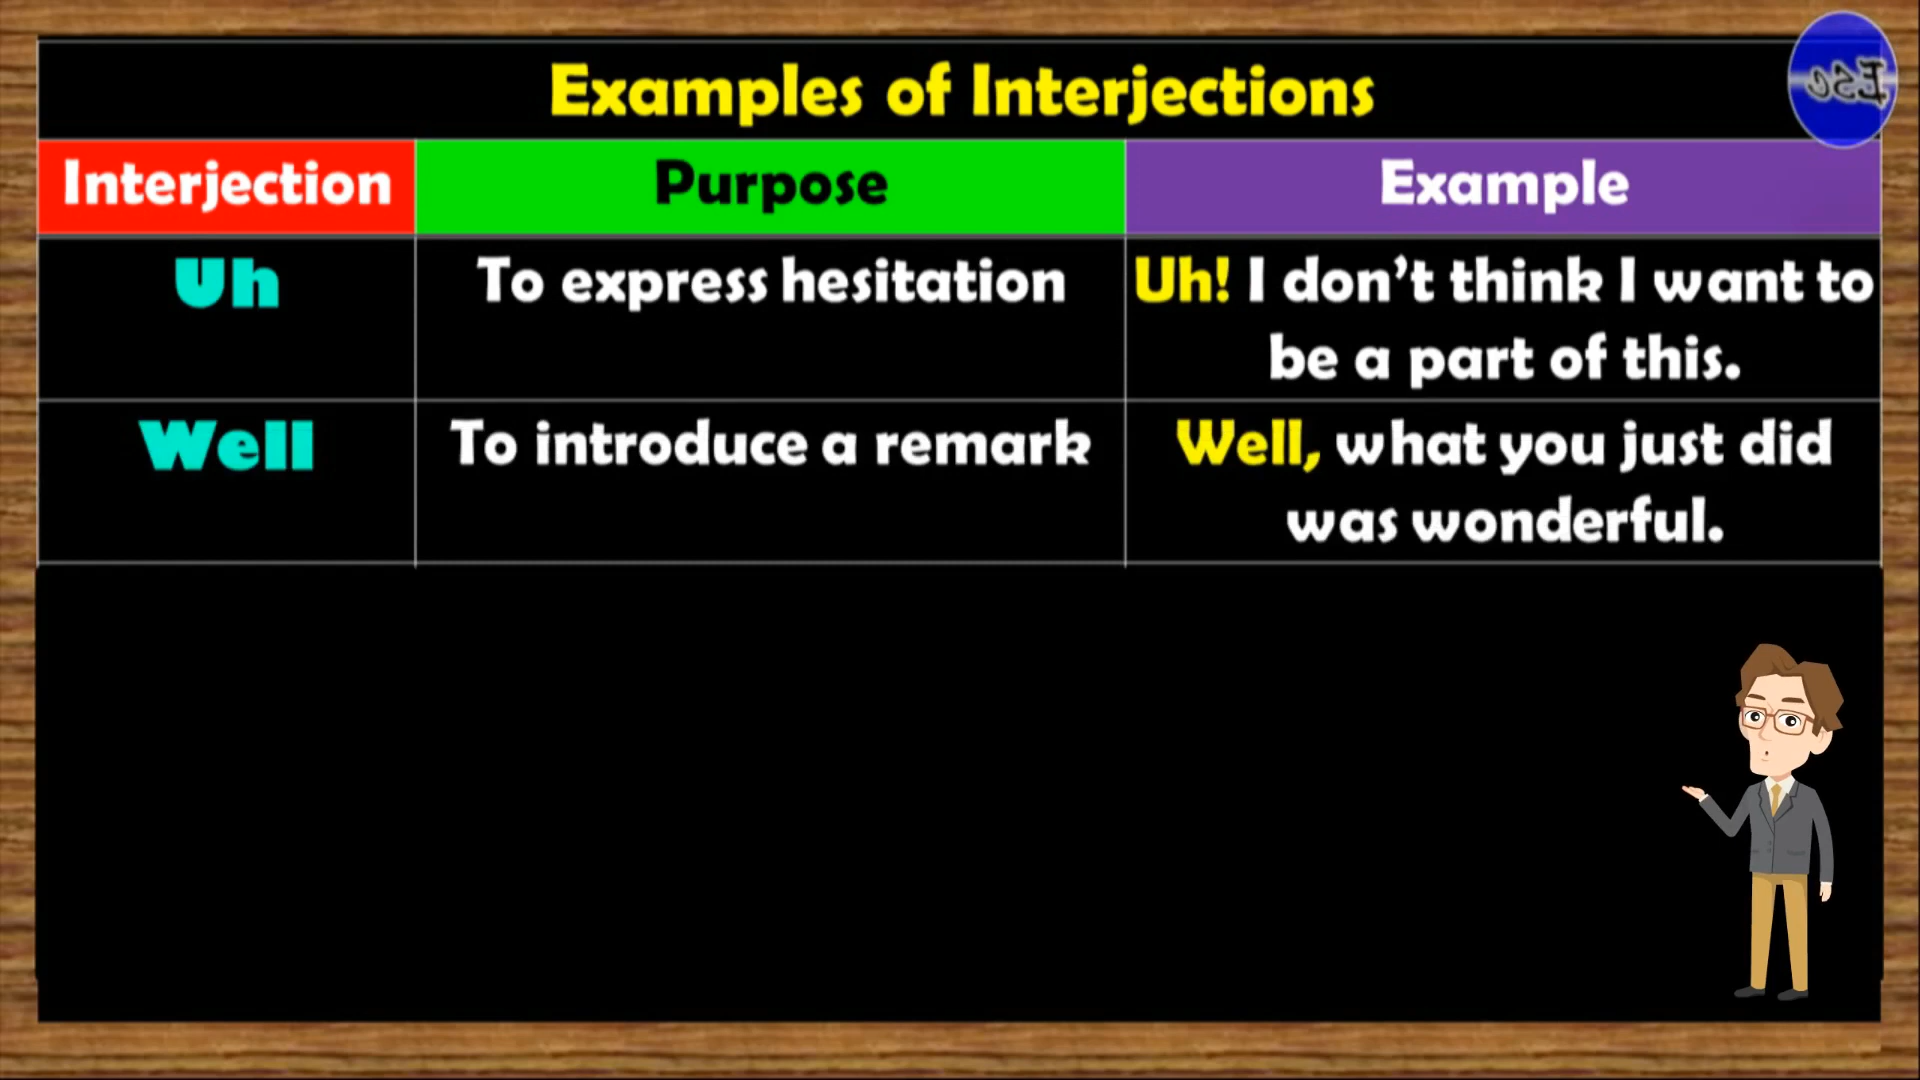 Examples of Interjections
ESC
Interjection
Purpose
Example
Uh
To express hesitation
Uh! I don't think I want to
be a part of this.
Well
To introduce a remark
Well, what you just did
was wonderful.